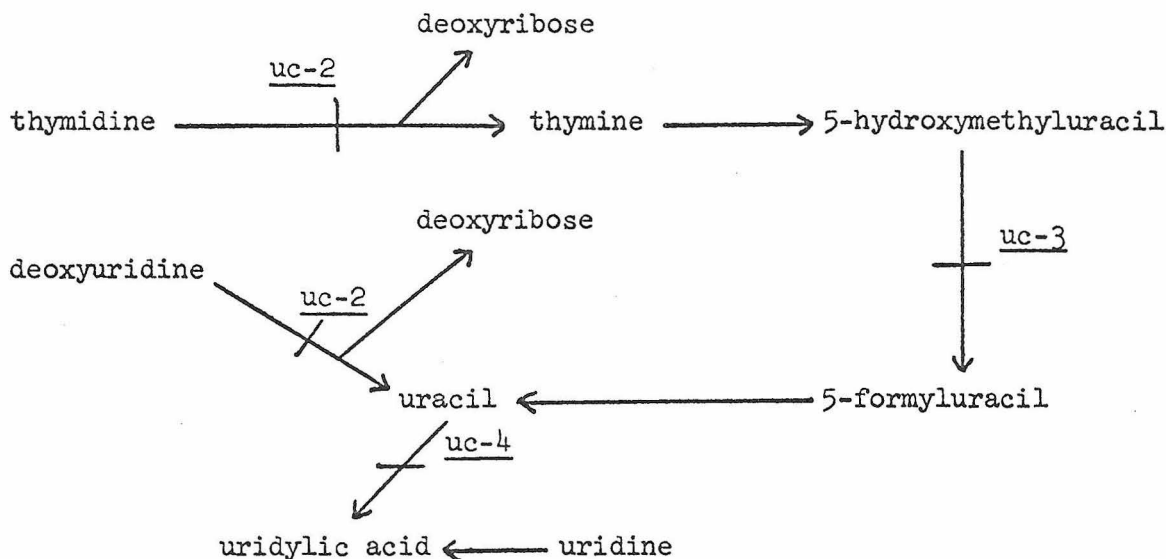 deoxyribose
uc-2
thymidine thymine 5-hydroxymethyluracil
deoxyribose
uc-3
deoxyuridine
uc-2
uracil 5-formyluracil
uc-4
uridylic acid uridine